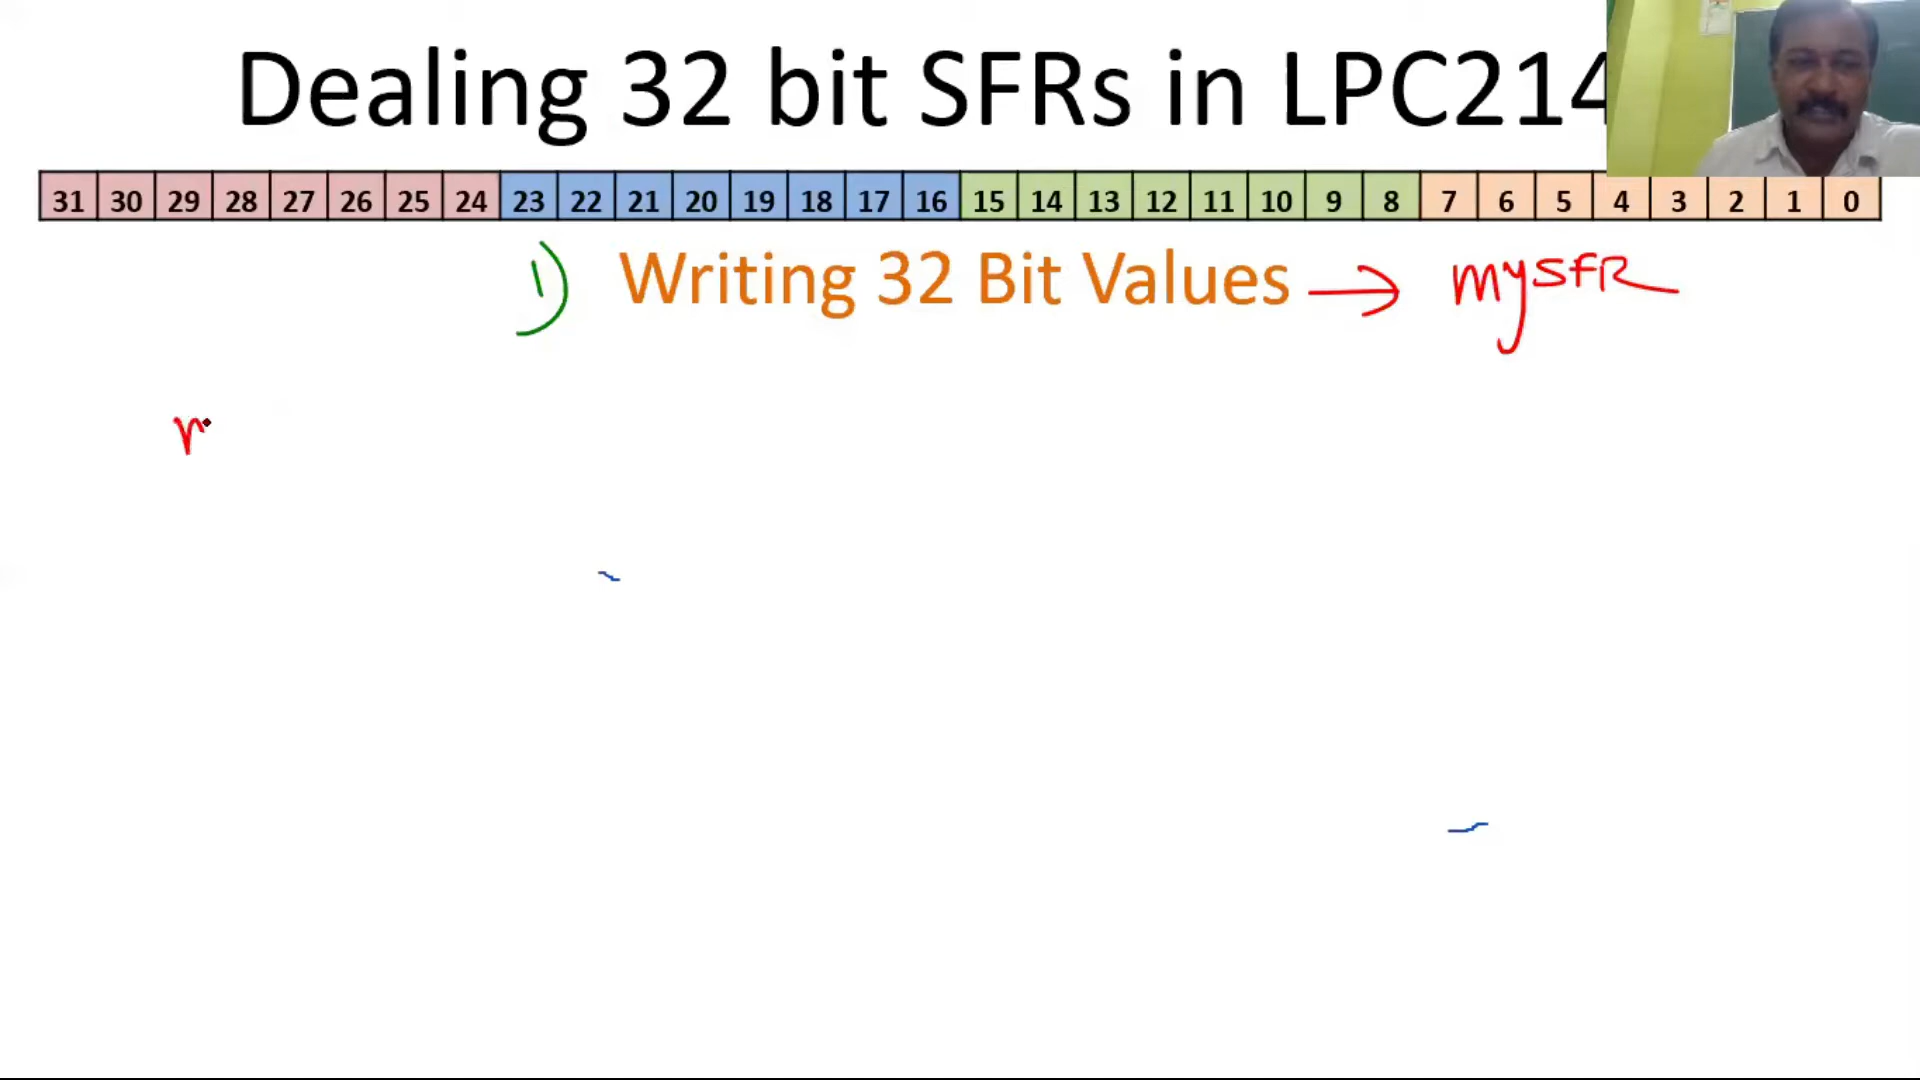 Dealing 32 bit SFRs in LPC214
31 30 29 28 27 26 25 24 23 22 21 20 19 18 17 16 15 14 13 12 11 10 9 8 7 6 5 4 3 2 1 0
1) Writing 32 Bit Values → mySFR